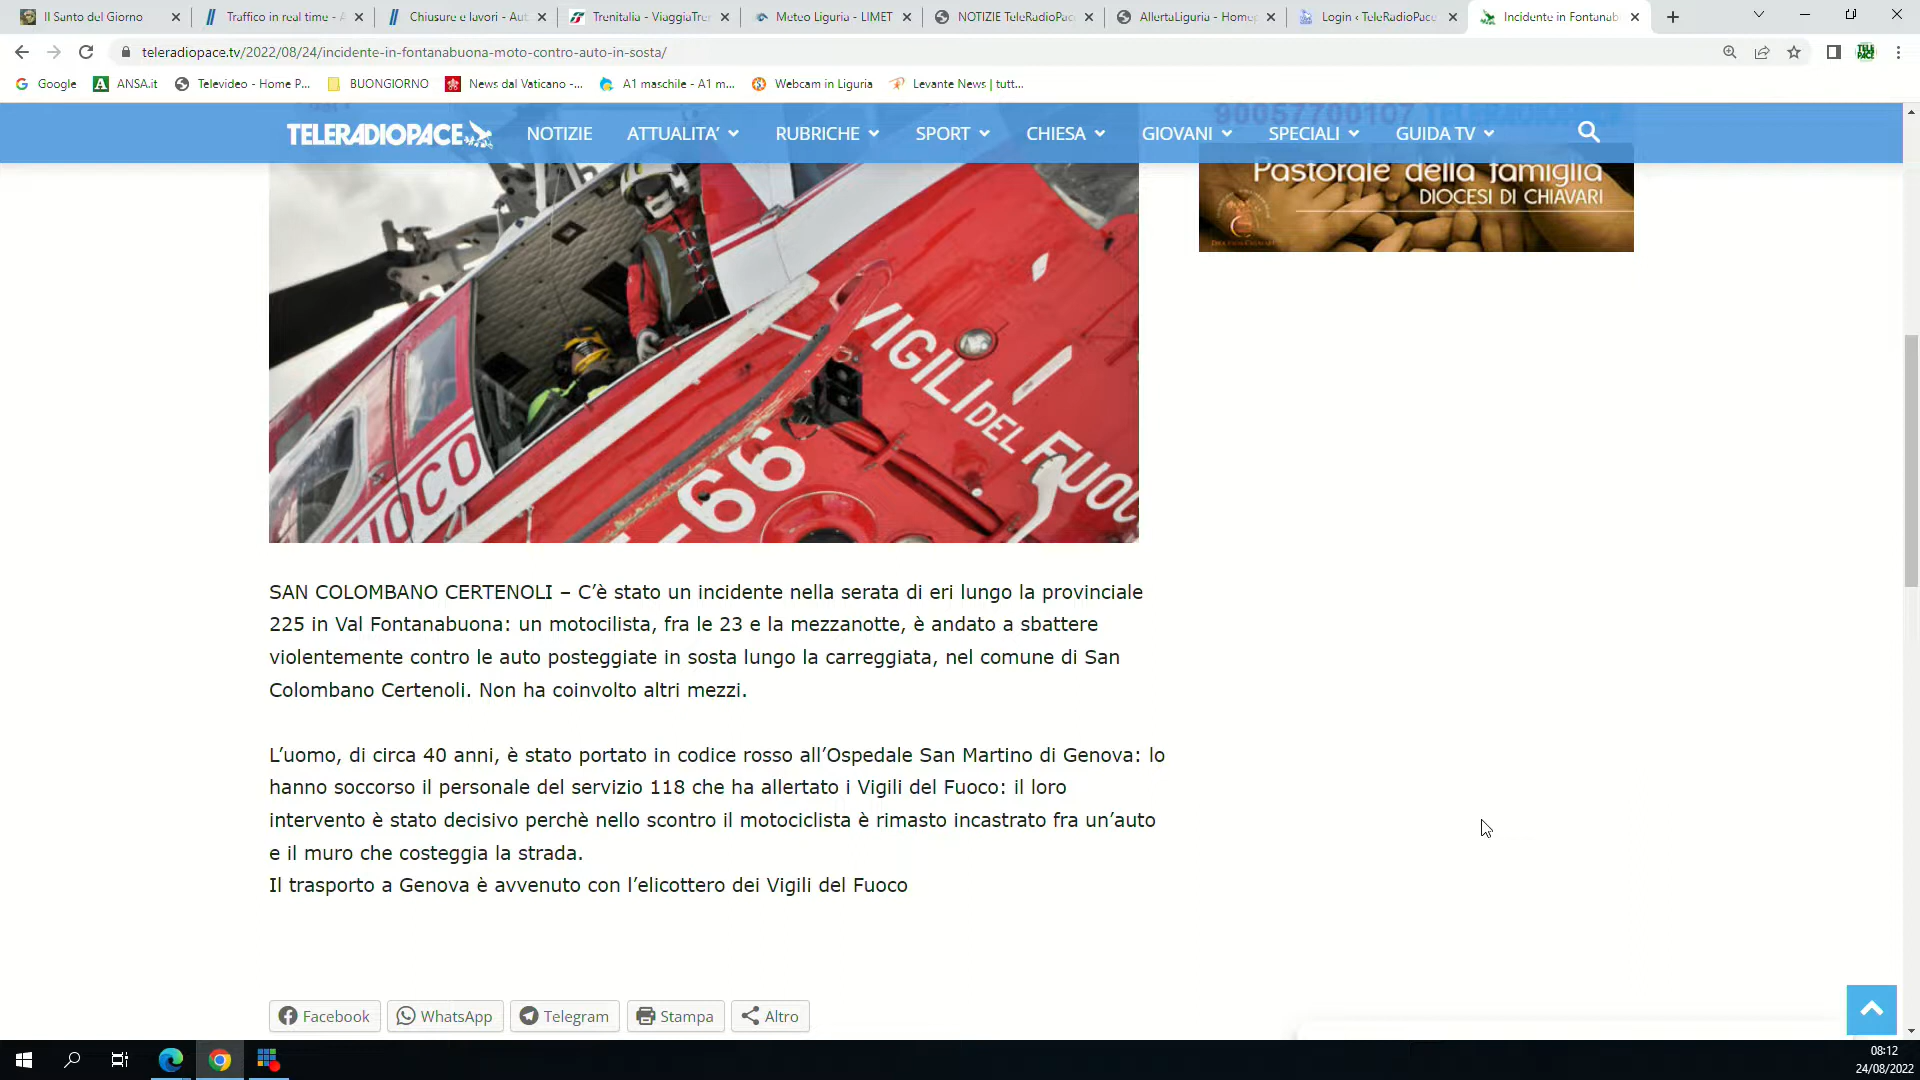 Il Santo del Giorno
Traffico in real time - A
Chiusure e lavori - Aut
Trenitalia - ViaggiaTre
Meteo Liguria - LIMET
NOTIZIE TeleRadioPac
AllertaLiguria - Home
Login ‹ TeleRadioPace
Incidente in Fontanab
teleradiopace.tv/2022/08/24/incidente-in-fontanabuona-moto-contro-auto-in-sosta/
Google
ANSA.it
Televideo - Home P...
BUONGIORNO
News dal Vaticano -...
A1 maschile - A1 m...
Webcam in Liguria
Levante News | tutt...
90057700107 TELERADIOPACE
TELERADIOPACE
NOTIZIE
ATTUALITA’
RUBRICHE
SPORT
CHIESA
GIOVANI
SPECIALI
GUIDA TV
Pastorale della famiglia
DIOCESI DI CHIAVARI
VIGILI DEL FUOCO
UOCO
66
SAN COLOMBANO CERTENOLI – C’è stato un incidente nella serata di eri lungo la provinciale
225 in Val Fontanabuona: un motocilista, fra le 23 e la mezzanotte, è andato a sbattere
violentemente contro le auto posteggiate in sosta lungo la carreggiata, nel comune di San
Colombano Certenoli. Non ha coinvolto altri mezzi.
L’uomo, di circa 40 anni, è stato portato in codice rosso all’Ospedale San Martino di Genova: lo
hanno soccorso il personale del servizio 118 che ha allertato i Vigili del Fuoco: il loro
intervento è stato decisivo perchè nello scontro il motociclista è rimasto incastrato fra un’auto
e il muro che costeggia la strada.
Il trasporto a Genova è avvenuto con l’elicottero dei Vigili del Fuoco
Facebook
WhatsApp
Telegram
Stampa
Altro
08:12
24/08/2022